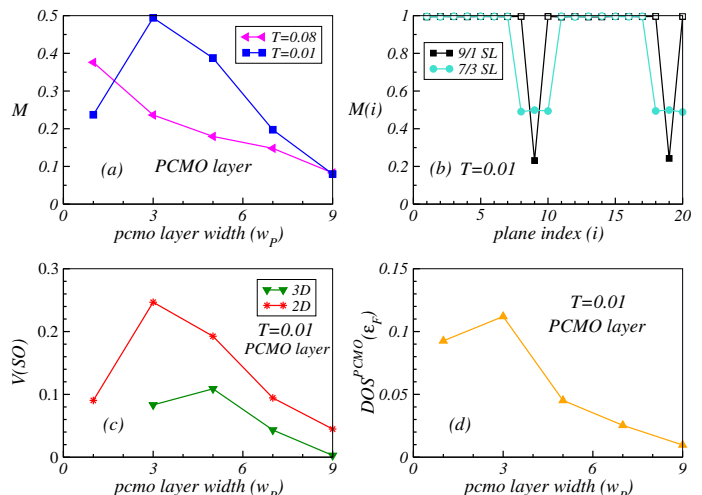 0.5
0.4
0.3
0.2
0.1
0
M
T=0.08
T=0.01
(a)
PCMO layer
0 3 6 9
pcmo layer width (w_P)
1
0.8
0.6
0.4
0.2
0
M(i)
9/1 SL
7/3 SL
(b) T=0.01
0 5 10 15 20
plane index (i)
0.3
0.2
0.1
0
V(SO)
3D
2D
T=0.01
PCMO layer
(c)
0 3 6 9
pcmo layer width (w_P)
0.15
0.1
0.05
0
DOS^PCMO(ε_F)
T=0.01
PCMO layer
(d)
0 3 6 9
pcmo layer width (w_P)